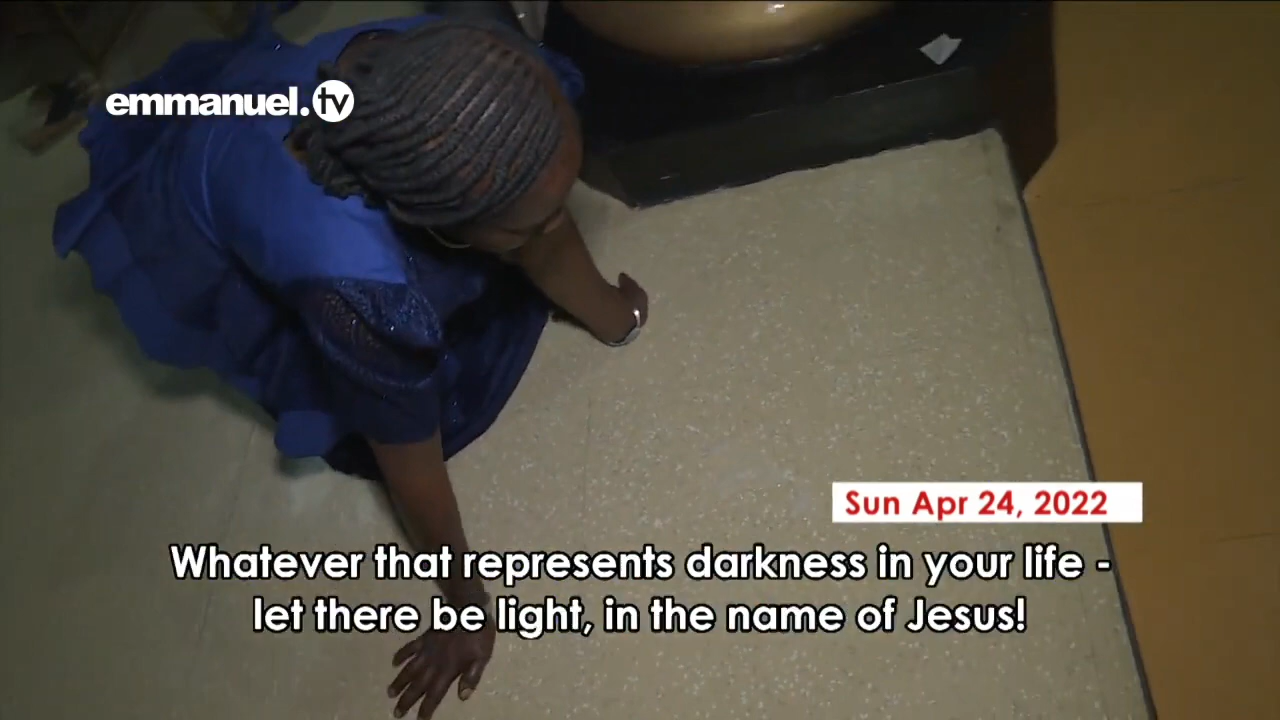 emmanuel.tv
Sun Apr 24, 2022
Whatever that represents darkness in your life -
let there be light, in the name of Jesus!